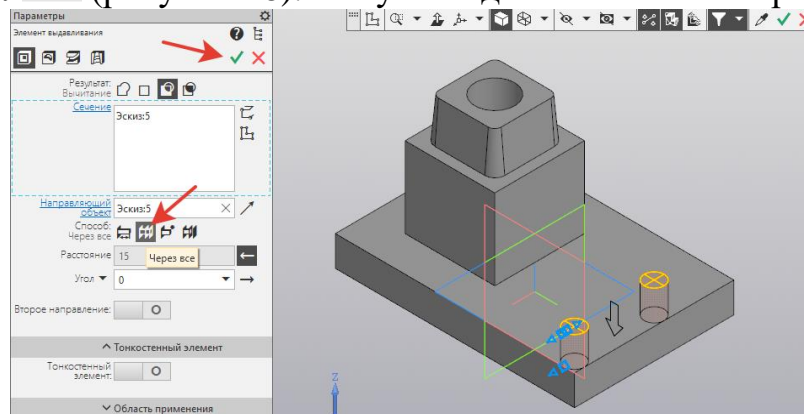 Параметры
Элемент выдавливания
Результат:
Вычитание
Сечение
Эскиз:5
Направляющий
объект
Эскиз:5
Способ:
Через все
Расстояние
15
Через все
Угол
0
Второе направление:
Тонкостенный элемент
Тонкостенный
элемент:
Область применения
Z